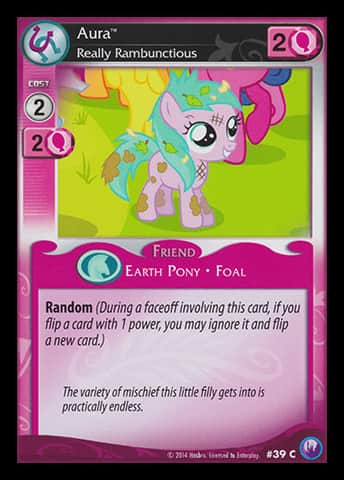 Aura™
Really Rambunctious
2
COST
2
2
Friend
Earth Pony • Foal
Random (During a faceoff involving this card, if you
flip a card with 1 power, you may ignore it and flip
a new card.)
The variety of mischief this little filly gets into is
practically endless.
© 2014 Hasbro. Licensed to Enterplay.
#39 C